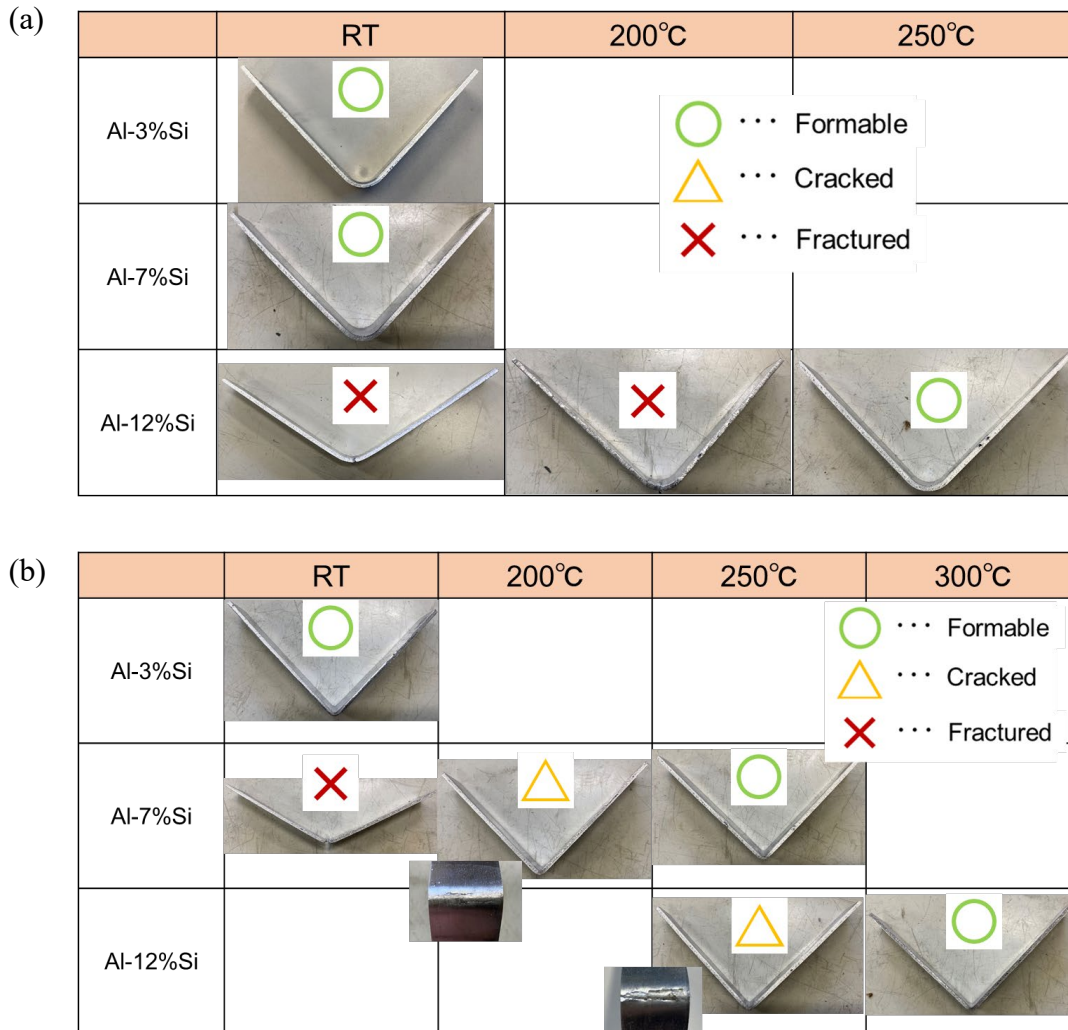 (a)
RT 200℃ 250℃
Al-3%Si
··· Formable
··· Cracked
··· Fractured
Al-7%Si
Al-12%Si
(b)
RT 200℃ 250℃ 300℃
Al-3%Si
··· Formable
··· Cracked
··· Fractured
Al-7%Si
Al-12%Si